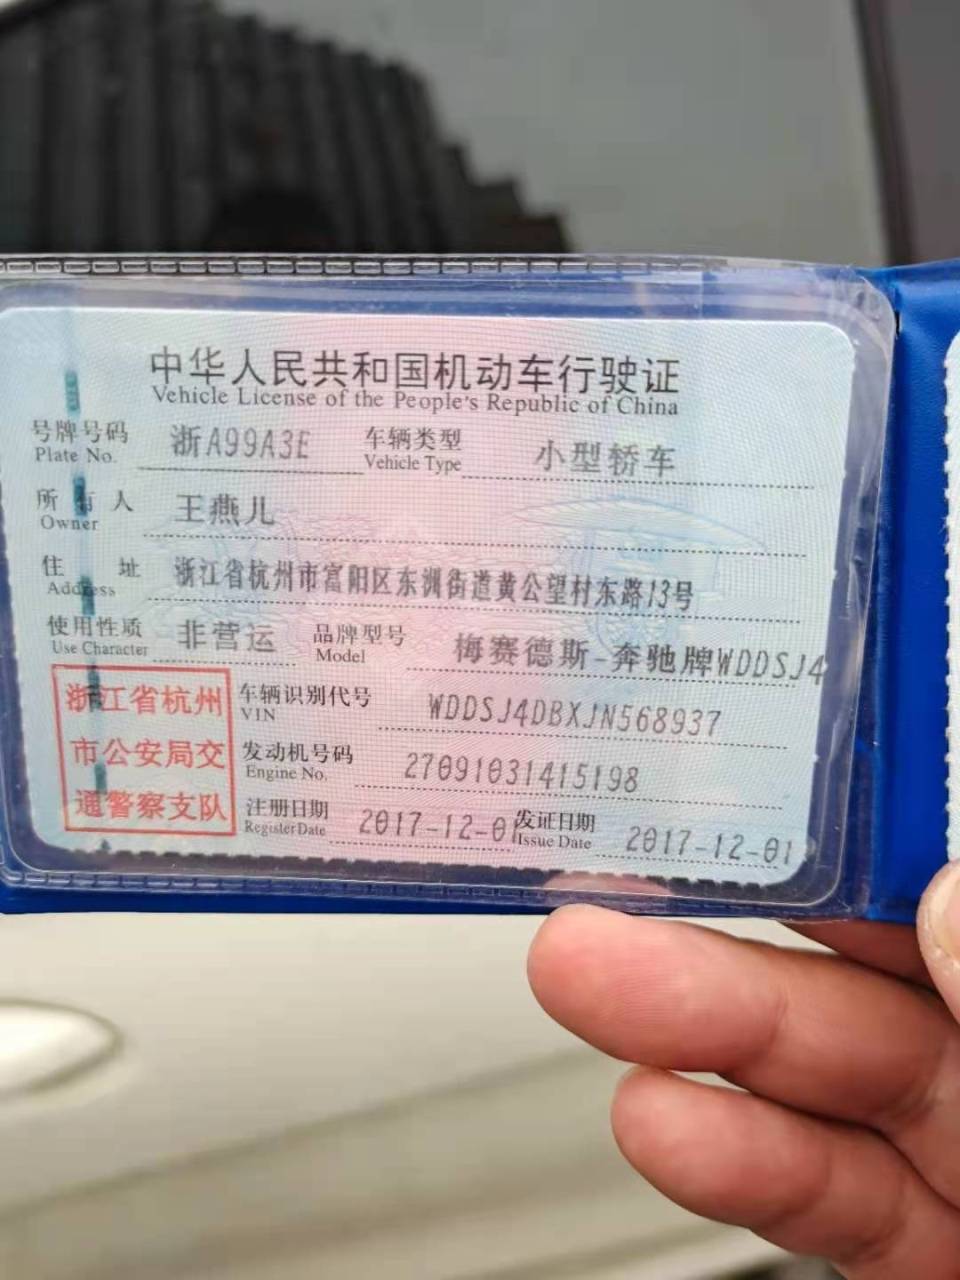 中华人民共和国机动车行驶证
Vehicle License of the People's Republic of China
号牌号码 浙A99A3E 车辆类型 小型轿车
Plate No. Vehicle Type
所有人 王燕儿
Owner
住址 浙江省杭州市富阳区东洲街道黄公望村东路13号
Address
使用性质 非营运 品牌型号 梅赛德斯-奔驰牌WDDSJ4
Use Character Model
浙江省杭州
市公安局交
通警察支队
车辆识别代号 WDDSJ4DBXJN568937
VIN
发动机号码 27091031415198
Engine No.
注册日期 2017-12-01 发证日期 2017-12-01
Register Date Issue Date